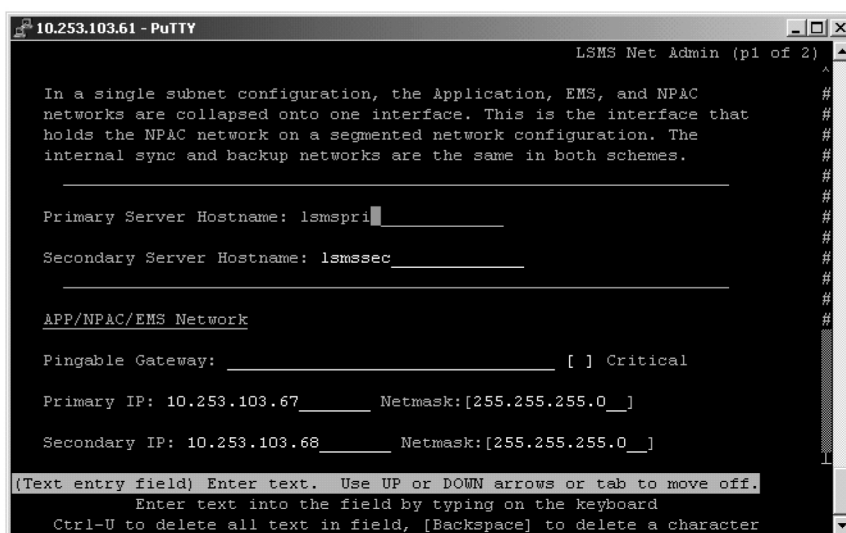 10.253.103.61 - PuTTY
LSMS Net Admin (p1 of 2)
In a single subnet configuration, the Application, EMS, and NPAC
networks are collapsed onto one interface. This is the interface that
holds the NPAC network on a segmented network configuration. The
internal sync and backup networks are the same in both schemes.
Primary Server Hostname: lsmspri
Secondary Server Hostname: lsmssec
APP/NPAC/EMS Network
Pingable Gateway: [ ] Critical
Primary IP: 10.253.103.67 Netmask:[255.255.255.0__]
Secondary IP: 10.253.103.68 Netmask:[255.255.255.0__]
(Text entry field) Enter text. Use UP or DOWN arrows or tab to move off.
Enter text into the field by typing on the keyboard
Ctrl-U to delete all text in field, [Backspace] to delete a character